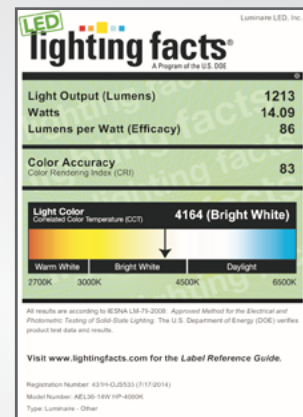 Luminaire LED, Inc.
LED
lighting facts®
A Program of the U.S. DOE
Light Output (Lumens) 1213
Watts 14.09
Lumens per Watt (Efficacy) 86
Color Accuracy
Color Rendering Index (CRI) 83
Light Color
Correlated Color Temperature (CCT) 4164 (Bright White)
Warm White Bright White Daylight
2700K 3000K 4500K 6500K
All results are according to IESNA LM-79-2008: Approved Method for the Electrical and
Photometric Testing of Solid-State Lighting. The U.S. Department of Energy (DOE) verifies
product test data and results.
Visit www.lightingfacts.com for the Label Reference Guide.
Registration Number: (7/17/2014)
Model Number: AEL30-14W HP-4000K
Type: Luminaire - Other